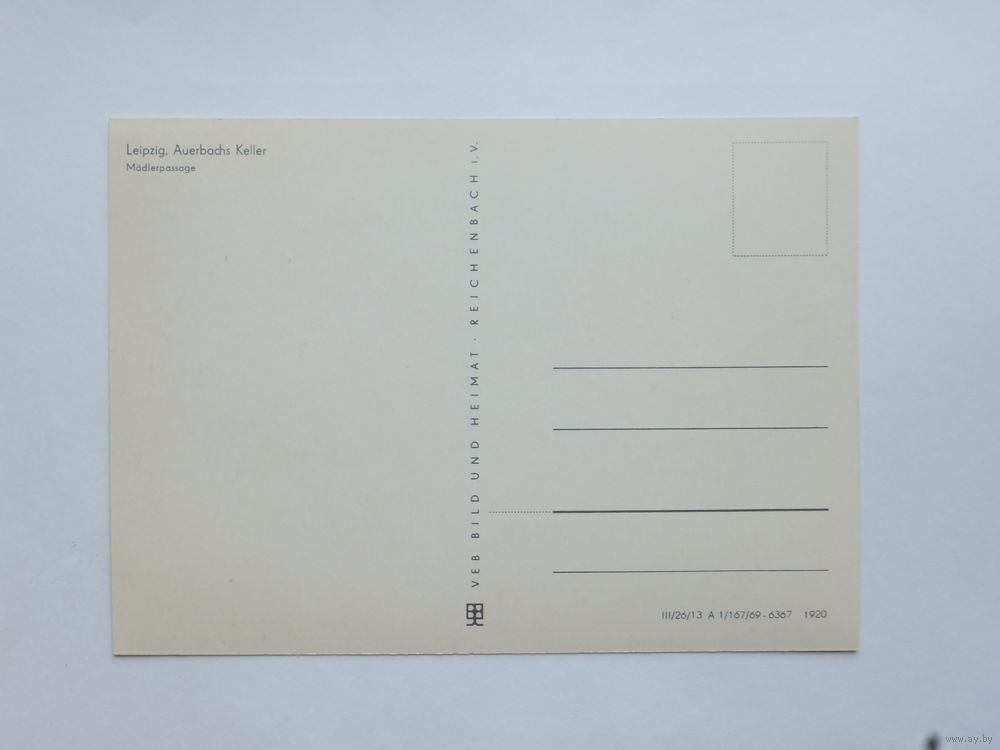 Leipzig. Auerbachs Keller
Mädlerpassage
VEB BILD UND HEIMAT · REICHENBACH i. V.
III/26/13 A 1/167/69 - 6367 1920
www.ay.by